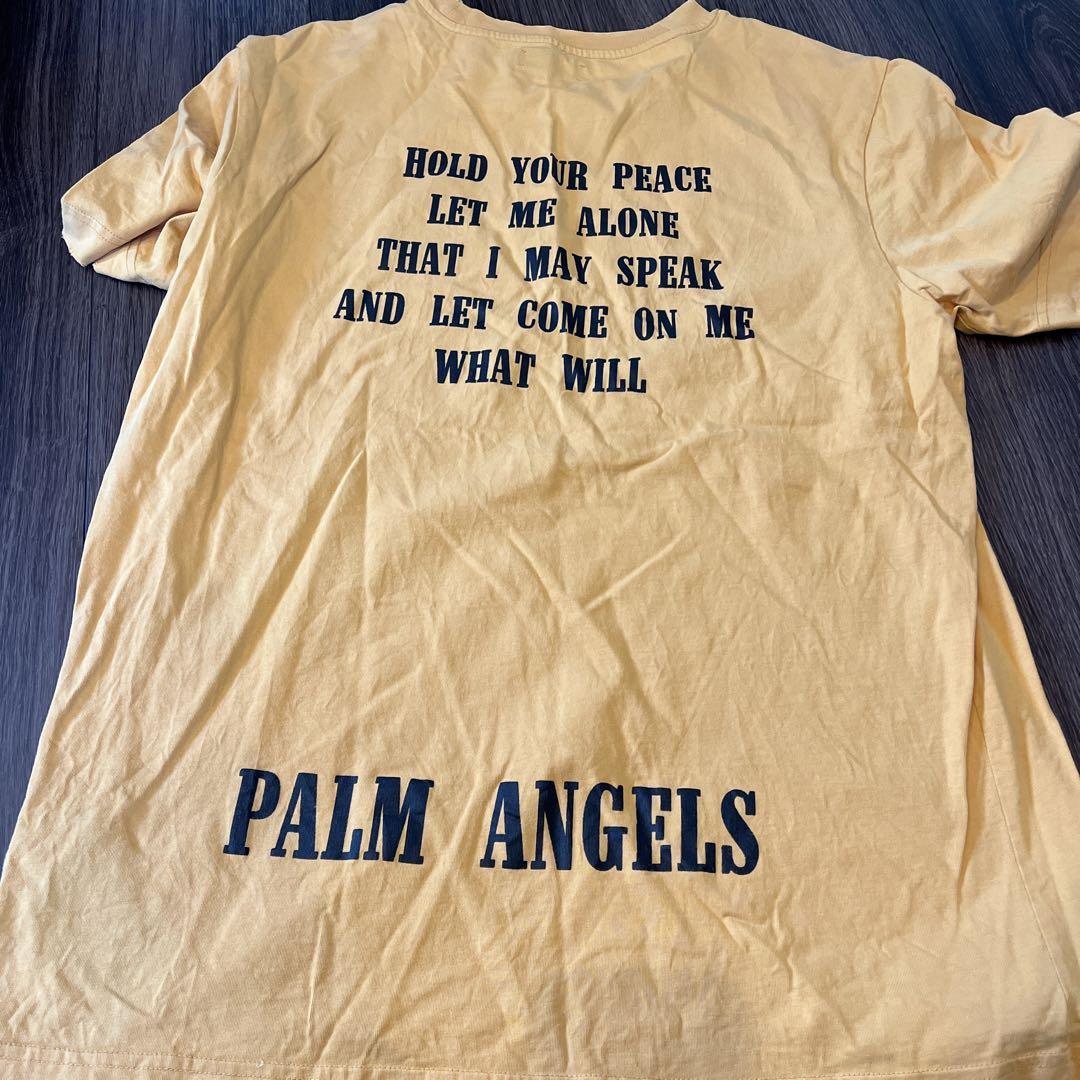 HOLD YOUR PEACE
LET ME ALONE
THAT I MAY SPEAK
AND LET COME ON ME
WHAT WILL
PALM ANGELS